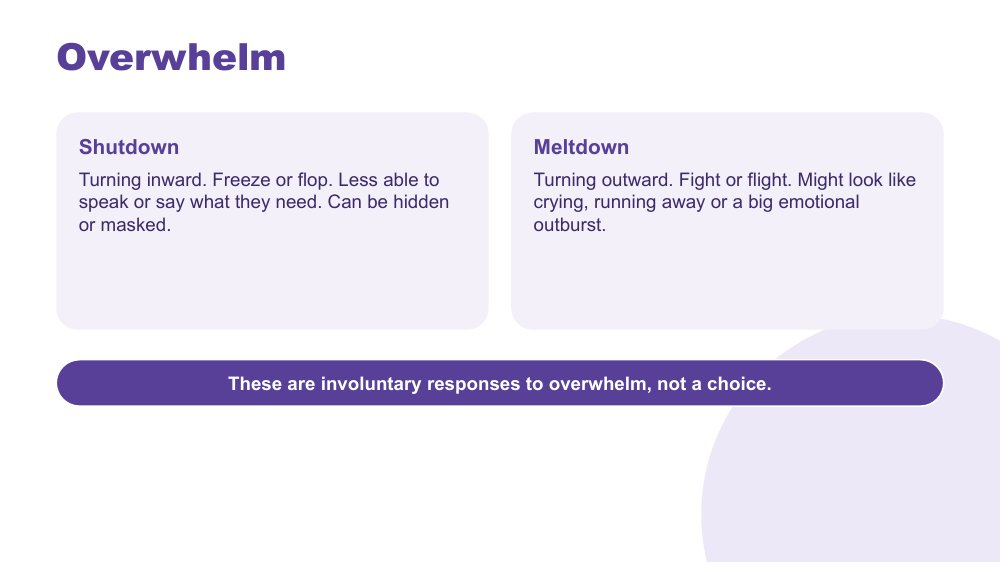 Overwhelm
Shutdown
Turning inward. Freeze or flop. Less able to
speak or say what they need. Can be hidden
or masked.
Meltdown
Turning outward. Fight or flight. Might look like
crying, running away or a big emotional
outburst.
These are involuntary responses to overwhelm, not a choice.